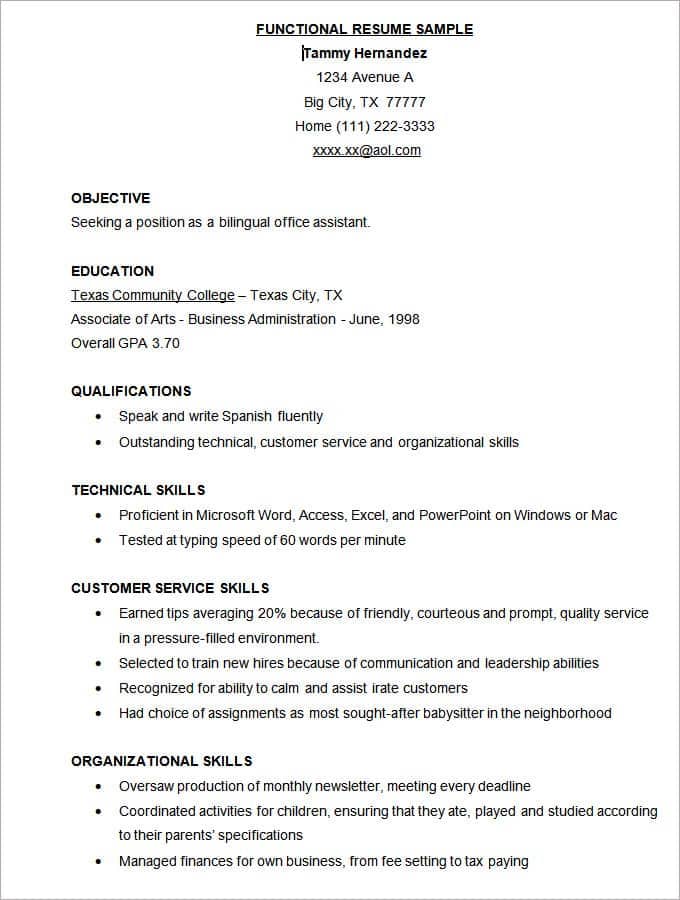 FUNCTIONAL RESUME SAMPLE
Tammy Hernandez
1234 Avenue A
Big City, TX 77777
Home (111) 222-3333
xxxx.xx@aol.com
OBJECTIVE
Seeking a position as a bilingual office assistant.
EDUCATION
Texas Community College – Texas City, TX
Associate of Arts - Business Administration - June, 1998
Overall GPA 3.70
QUALIFICATIONS
• Speak and write Spanish fluently
• Outstanding technical, customer service and organizational skills
TECHNICAL SKILLS
• Proficient in Microsoft Word, Access, Excel, and PowerPoint on Windows or Mac
• Tested at typing speed of 60 words per minute
CUSTOMER SERVICE SKILLS
• Earned tips averaging 20% because of friendly, courteous and prompt, quality service
in a pressure-filled environment.
• Selected to train new hires because of communication and leadership abilities
• Recognized for ability to calm and assist irate customers
• Had choice of assignments as most sought-after babysitter in the neighborhood
ORGANIZATIONAL SKILLS
• Oversaw production of monthly newsletter, meeting every deadline
• Coordinated activities for children, ensuring that they ate, played and studied according
to their parents’ specifications
• Managed finances for own business, from fee setting to tax paying